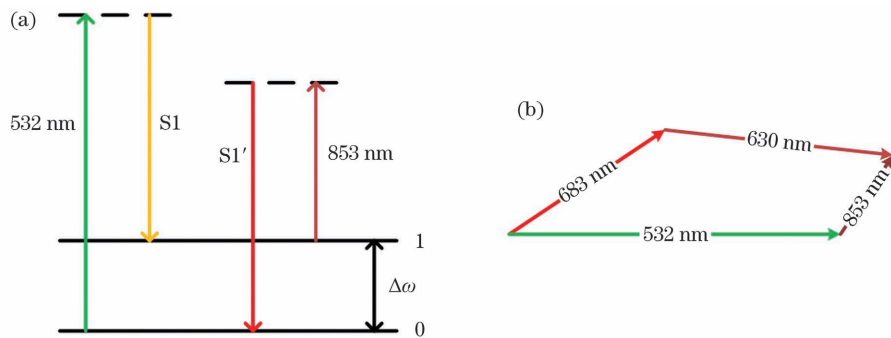 (a)
532 nm
S1
S1′
853 nm
1
Δω
0
(b)
683 nm
630 nm
532 nm
853 nm